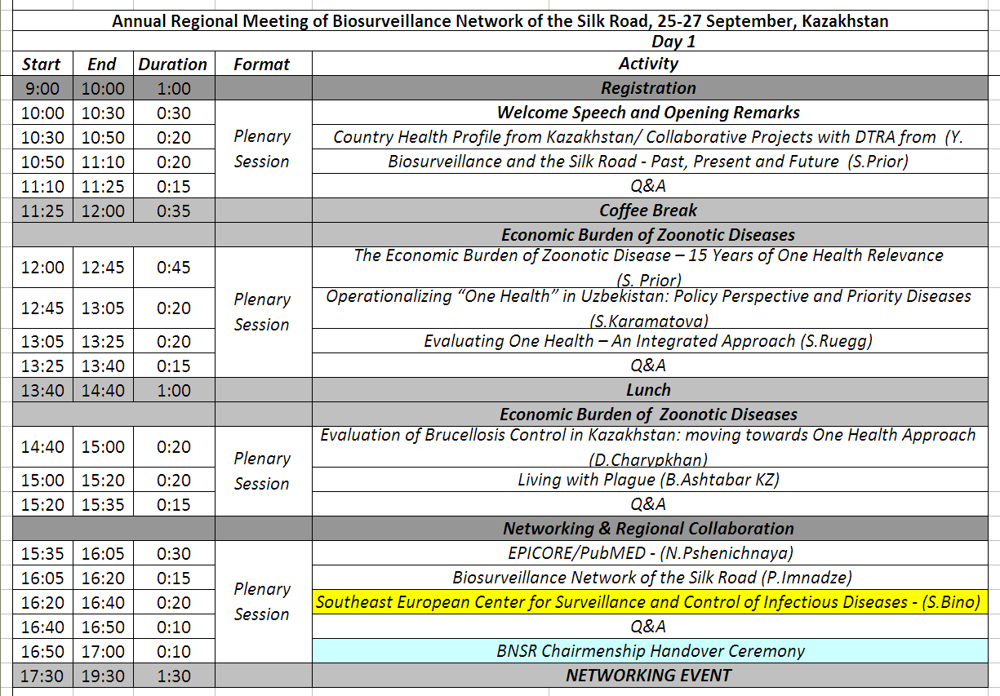 Annual Regional Meeting of Biosurveillance Network of the Silk Road, 25-27 September, Kazakhstan
Day 1
Start End Duration Format Activity
9:00 10:00 1:00 Registration
10:00 10:30 0:30 Plenary Session Welcome Speech and Opening Remarks
10:30 10:50 0:20 Country Health Profile from Kazakhstan/ Collaborative Projects with DTRA from (Y.
10:50 11:10 0:20 Biosurveillance and the Silk Road - Past, Present and Future (S.Prior)
11:10 11:25 0:15 Q&A
11:25 12:00 0:35 Coffee Break
Economic Burden of Zoonotic Diseases
12:00 12:45 0:45 Plenary Session The Economic Burden of Zoonotic Disease – 15 Years of One Health Relevance
(S. Prior)
12:45 13:05 0:20 Operationalizing “One Health” in Uzbekistan: Policy Perspective and Priority Diseases
(S.Karamatova)
13:05 13:25 0:20 Evaluating One Health – An Integrated Approach (S.Ruegg)
13:25 13:40 0:15 Q&A
13:40 14:40 1:00 Lunch
Economic Burden of Zoonotic Diseases
14:40 15:00 0:20 Plenary Session Evaluation of Brucellosis Control in Kazakhstan: moving towards One Health Approach
(D.Charypkhan)
15:00 15:20 0:20 Living with Plague (B.Ashtabar KZ)
15:20 15:35 0:15 Q&A
Networking & Regional Collaboration
15:35 16:05 0:30 Plenary Session EPICORE/PubMED - (N.Pshenichnaya)
16:05 16:20 0:15 Biosurveillance Network of the Silk Road (P.Imnadze)
16:20 16:40 0:20 Southeast European Center for Surveillance and Control of Infectious Diseases - (S.Bino)
16:40 16:50 0:10 Q&A
16:50 17:00 0:10 BNSR Chairmenship Handover Ceremony
17:30 19:30 1:30 NETWORKING EVENT